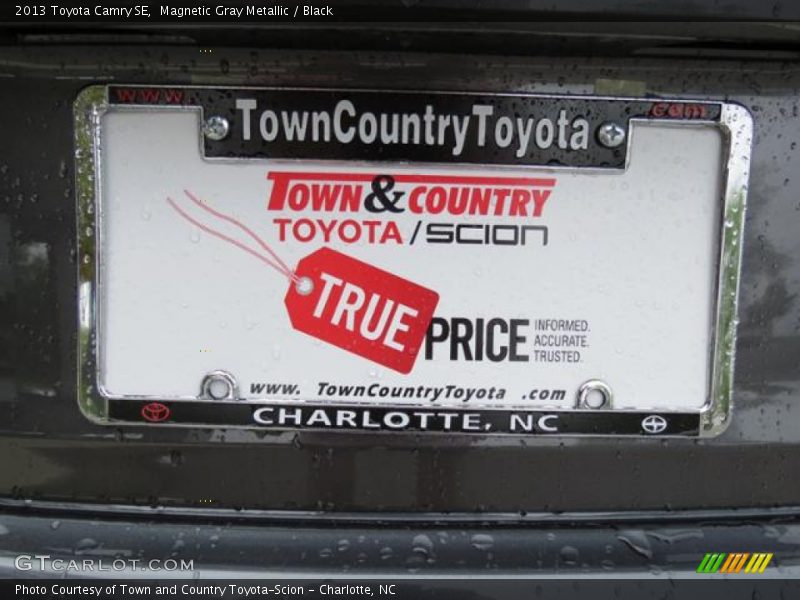 2013 Toyota Camry SE, Magnetic Gray Metallic / Black
www. .com
TownCountryToyota
TOWN & COUNTRY
TOYOTA / SCION
TRUE
PRICE
INFORMED.
ACCURATE.
TRUSTED.
www. TownCountryToyota .com
CHARLOTTE, NC
GTCARLOT.COM
Photo Courtesy of Town and Country Toyota-Scion - Charlotte, NC